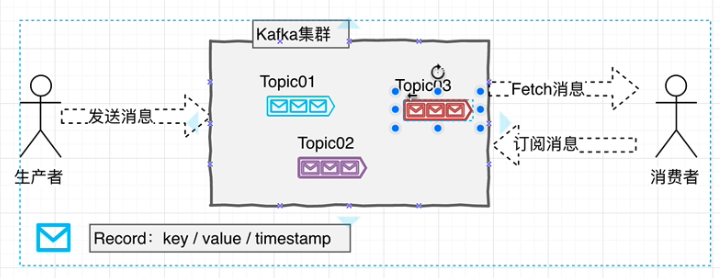 Kafka集群
Topic01
Topic03
Fetch消息
发送消息
Topic02
订阅消息
生产者
消费者
Record：key / value / timestamp